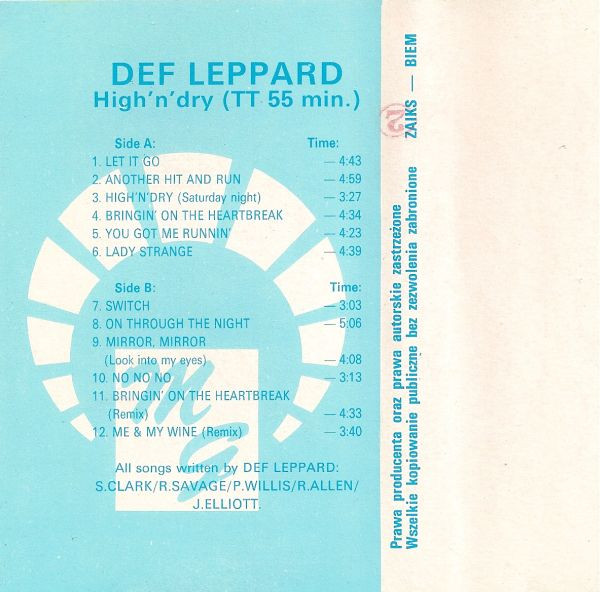 DEF LEPPARD
High'n'dry (TT 55 min.)
Side A: Time:
1. LET IT GO — 4:43
2. ANOTHER HIT AND RUN — 4:59
3. HIGH'N'DRY (Saturday night) — 3:27
4. BRINGIN' ON THE HEARTBREAK — 4:34
5. YOU GOT ME RUNNIN' — 4:23
6. LADY STRANGE — 4:39
Side B: Time:
7. SWITCH — 3:03
8. ON THROUGH THE NIGHT — 5:06
9. MIRROR, MIRROR
(Look into my eyes) — 4:08
10. NO NO NO — 3:13
11. BRINGIN' ON THE HEARTBREAK
(Remix) — 4:33
12. ME & MY WINE (Remix) — 3:40
MG
All songs written by DEF LEPPARD:
S.CLARK/R.SAVAGE/P.WILLIS/R.ALLEN/
J.ELLIOTT.
Prawa producenta oraz prawa autorskie zastrzeżone
Wszelkie kopiowanie publiczne bez zezwolenia zabronione ZAIKS — BIEM